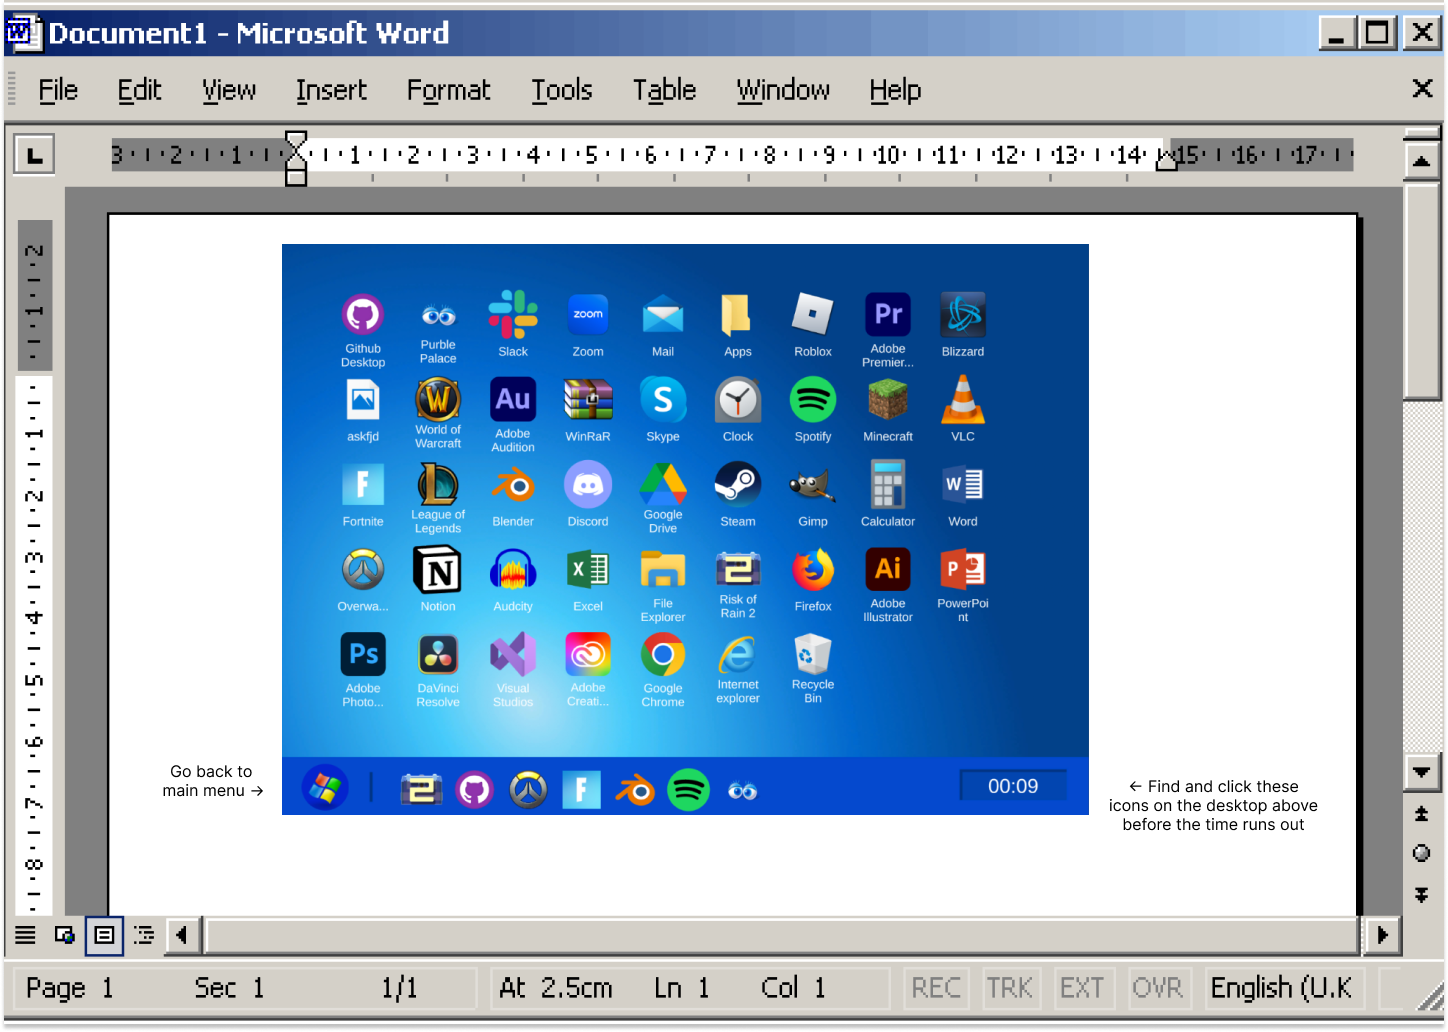 Document1 - Microsoft Word
File Edit View Insert Format Tools Table Window Help
3 2 1 1 2 3 4 5 6 7 8 9 10 11 12 13 14 15 16 17
2
1
1
2
3
4
5
6
7
8
Github
Desktop
Purble
Palace
Slack
zoom
Zoom
Mail
Apps
Roblox
Pr
Adobe
Premier...
Blizzard
askfjd
W
World of
Warcraft
Au
Adobe
Audition
WinRaR
S
Skype
Clock
Spotify
Minecraft
VLC
F
Fortnite
L
League of
Legends
Blender
Discord
Google
Drive
Steam
Gimp
Calculator
W
Word
Overwa...
N
Notion
Audcity
X
Excel
File
Explorer
2
Risk of
Rain 2
Firefox
Ai
Adobe
Illustrator
P
PowerPoi
nt
Ps
Adobe
Photo...
DaVinci
Resolve
Visual
Studios
Adobe
Creati...
Google
Chrome
Internet
explorer
Recycle
Bin
Go back to
main menu →
2
F
00:09
← Find and click these
icons on the desktop above
before the time runs out
Page 1 Sec 1 1/1 At 2.5cm Ln 1 Col 1 REC TRK EXT OVR English (U.K